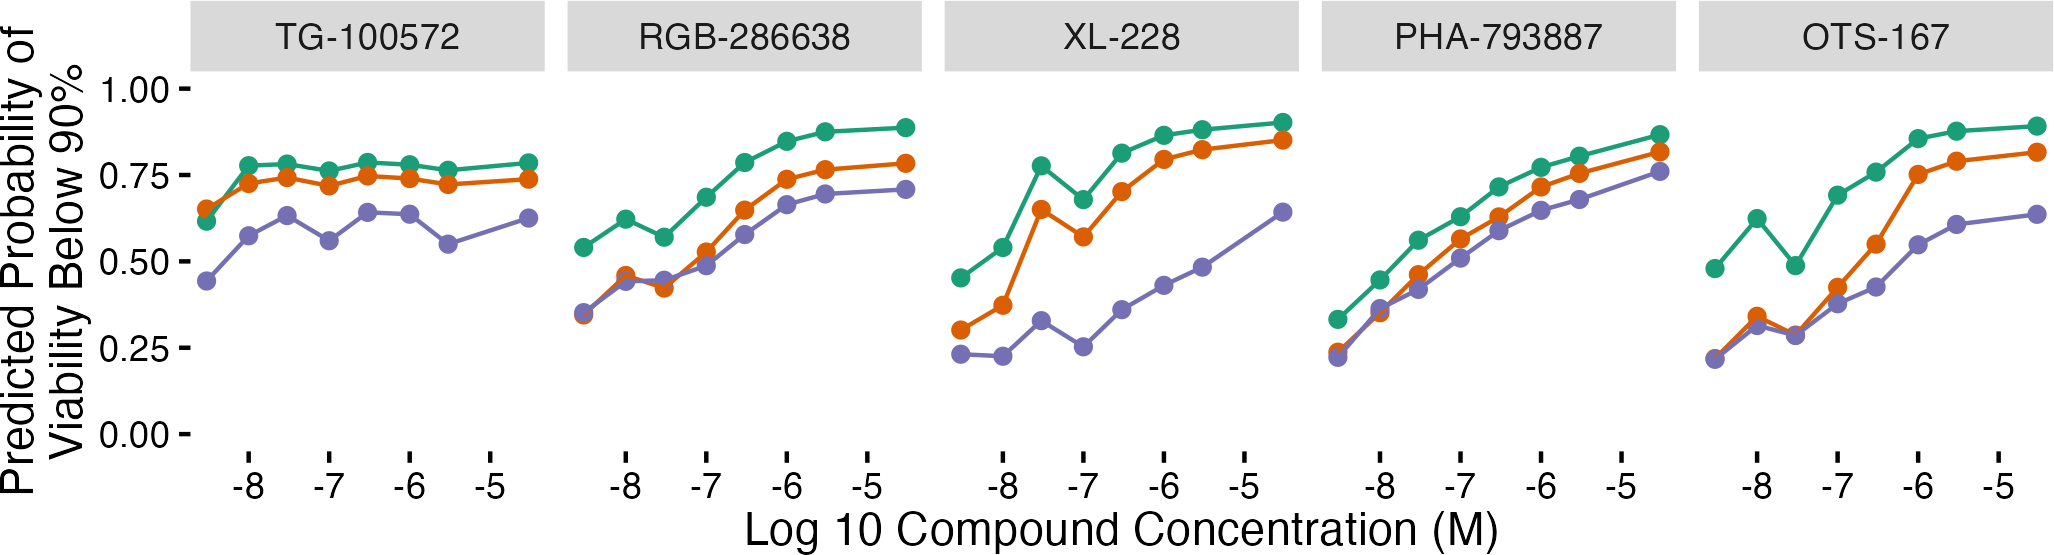 TG-100572 RGB-286638 XL-228 PHA-793887 OTS-167
Predicted Probability of
Viability Below 90%
1.00
0.75
0.50
0.25
0.00
-8 -7 -6 -5 -8 -7 -6 -5 -8 -7 -6 -5 -8 -7 -6 -5 -8 -7 -6 -5
Log 10 Compound Concentration (M)